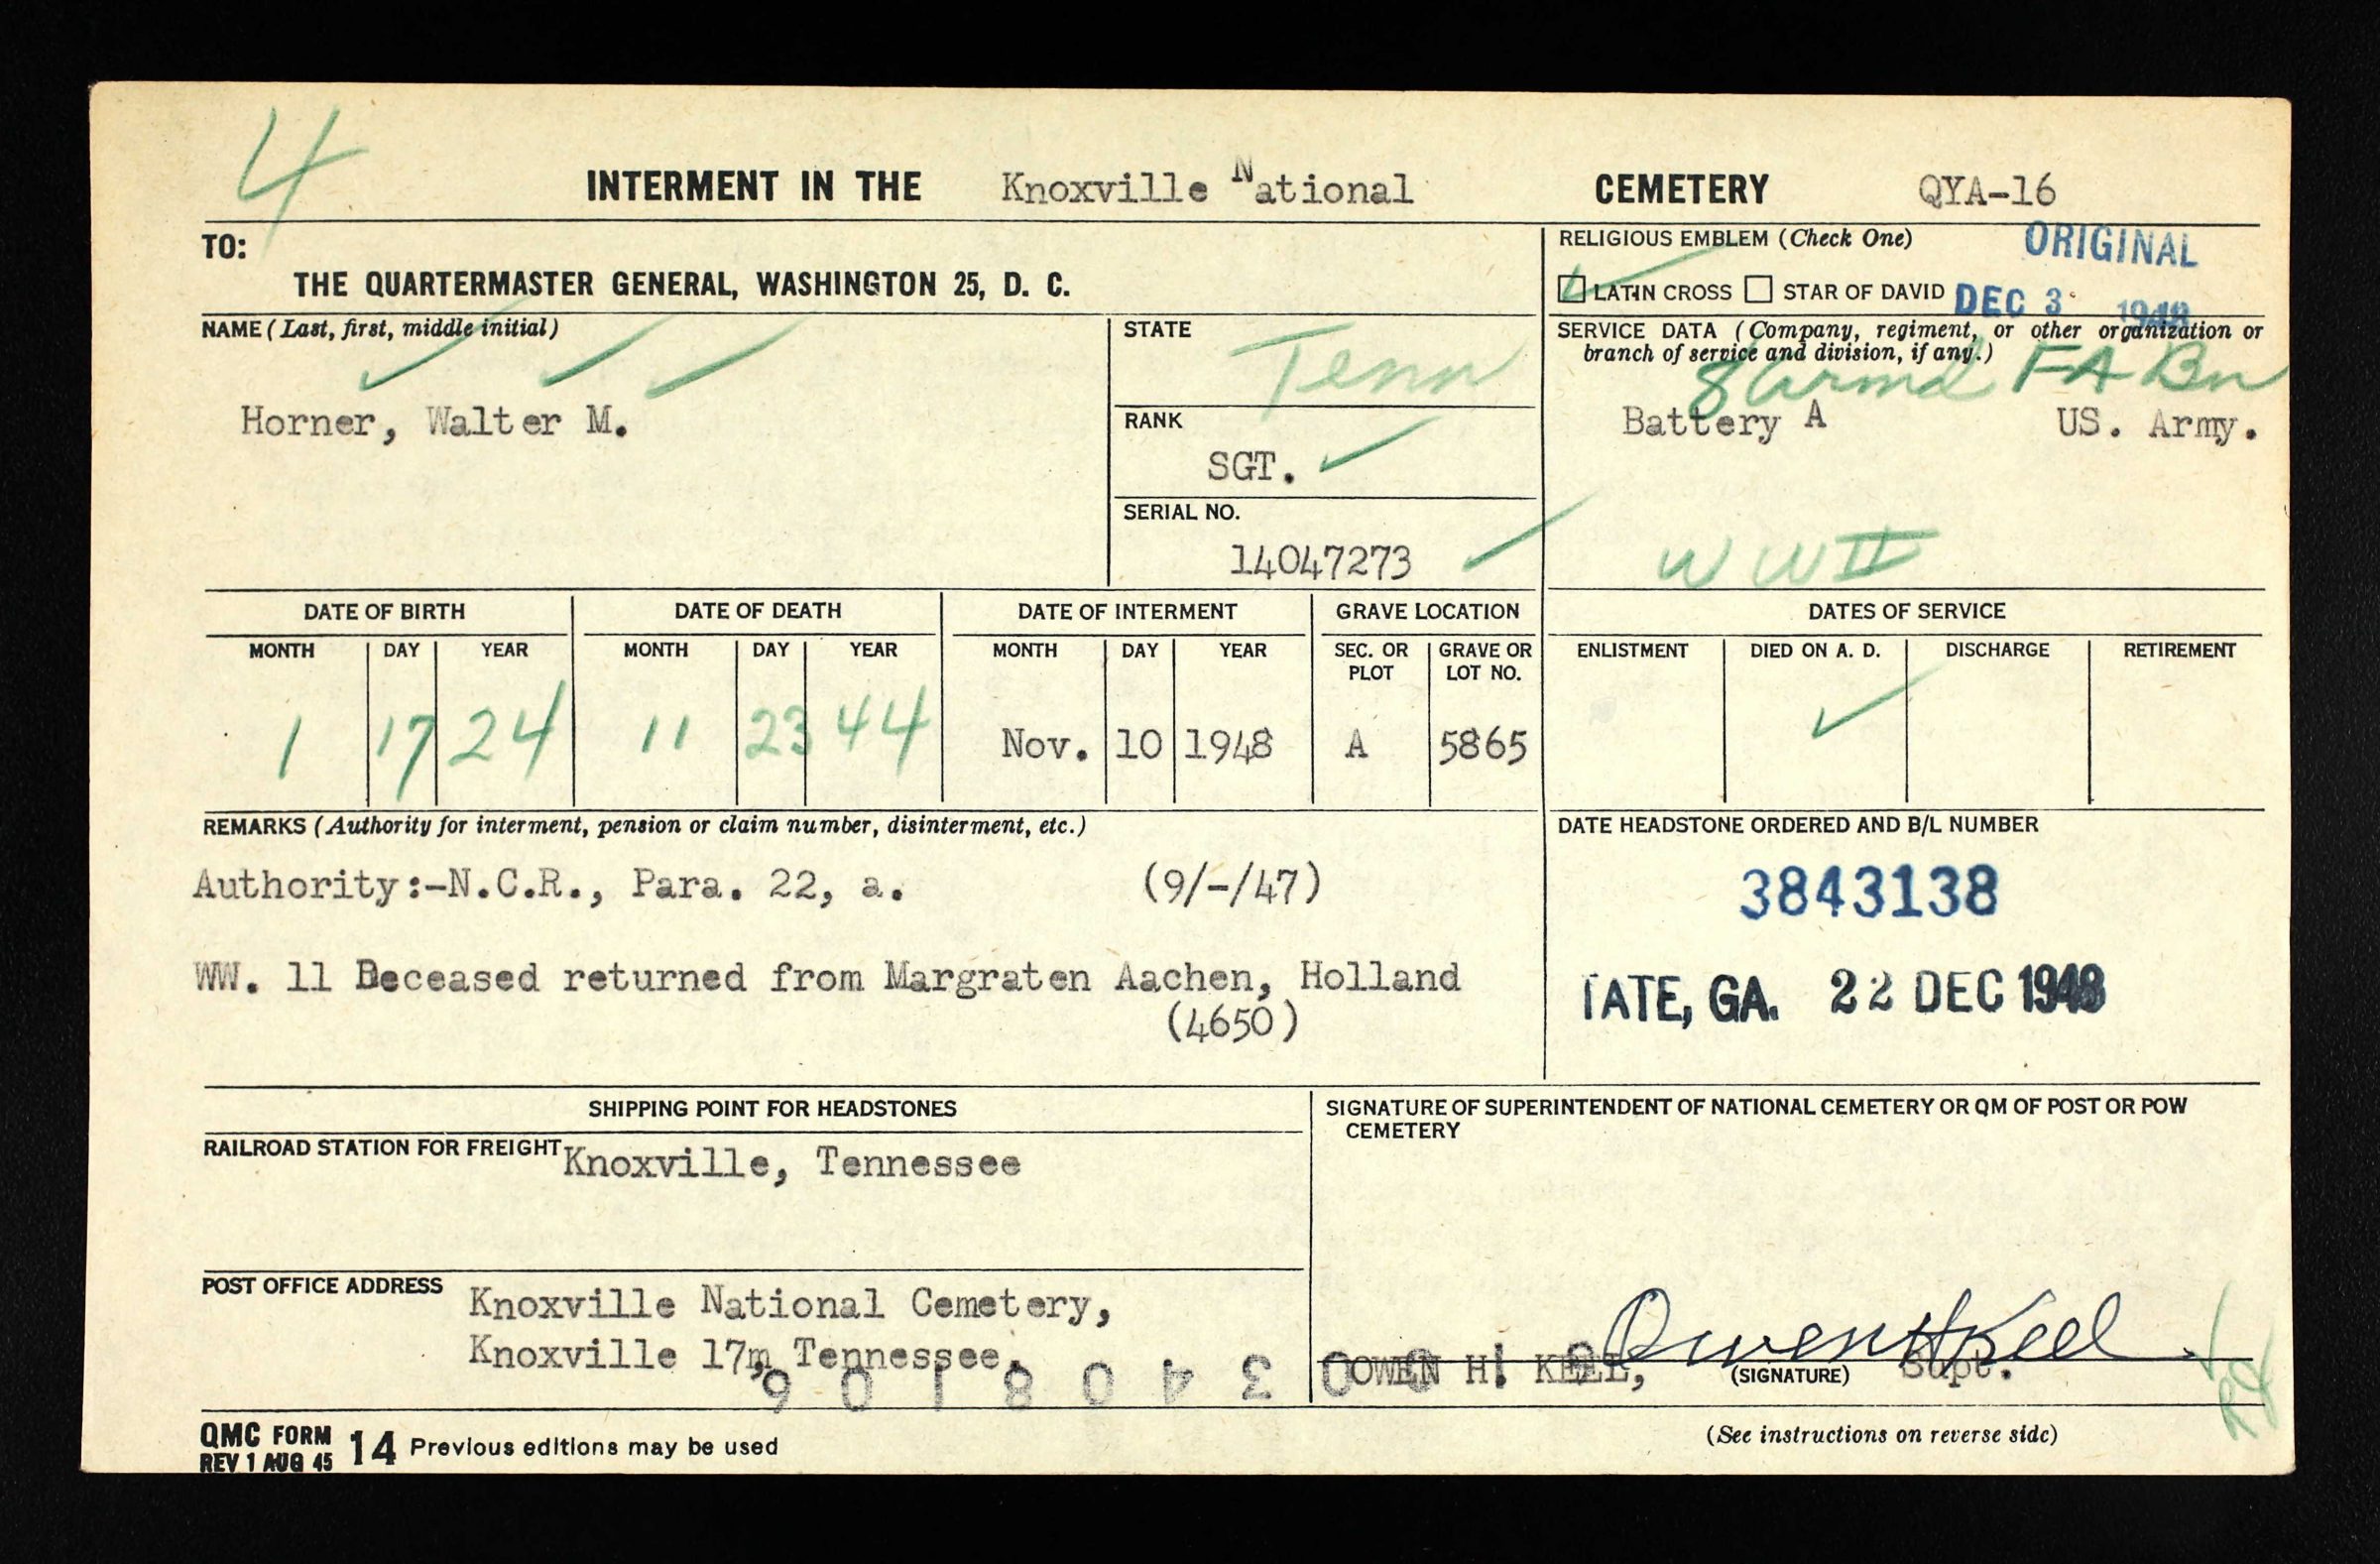 4
INTERMENT IN THE Knoxville National CEMETERY QYA-16
ORIGINAL
TO:
THE QUARTERMASTER GENERAL, WASHINGTON 25, D. C.
RELIGIOUS EMBLEM (Check One)
LATIN CROSS STAR OF DAVID DEC 3 1948
NAME (Last, first, middle initial)
Horner, Walter M.
STATE
Tenn
RANK
SGT.
SERIAL NO.
14047273
SERVICE DATA (Company, regiment, or other organization or
branch of service and division, if any.)
8 Armd FA Bn
Battery A US. Army.
WW II
DATE OF BIRTH DATE OF DEATH DATE OF INTERMENT GRAVE LOCATION DATES OF SERVICE
MONTH DAY YEAR MONTH DAY YEAR MONTH DAY YEAR SEC. OR PLOT GRAVE OR LOT NO. ENLISTMENT DIED ON A. D. DISCHARGE RETIREMENT
1 17 24 11 23 44 Nov. 10 1948 A 5865
REMARKS (Authority for interment, pension or claim number, disinterment, etc.)
Authority:-N.C.R., Para. 22, a. (9/-/47)
WW. 11 Deceased returned from Margraten Aachen, Holland
(4650)
DATE HEADSTONE ORDERED AND B/L NUMBER
3843138
TATE, GA. 22 DEC 1948
SHIPPING POINT FOR HEADSTONES
RAILROAD STATION FOR FREIGHT Knoxville, Tennessee
POST OFFICE ADDRESS Knoxville National Cemetery,
Knoxville 17m Tennessee.
SIGNATURE OF SUPERINTENDENT OF NATIONAL CEMETERY OR QM OF POST OR POW
CEMETERY
Owen H Keel
OWEN H. KEEL, (SIGNATURE) Supt.
QMC FORM
REV 1 AUG 45 14 Previous editions may be used
(See instructions on reverse side)